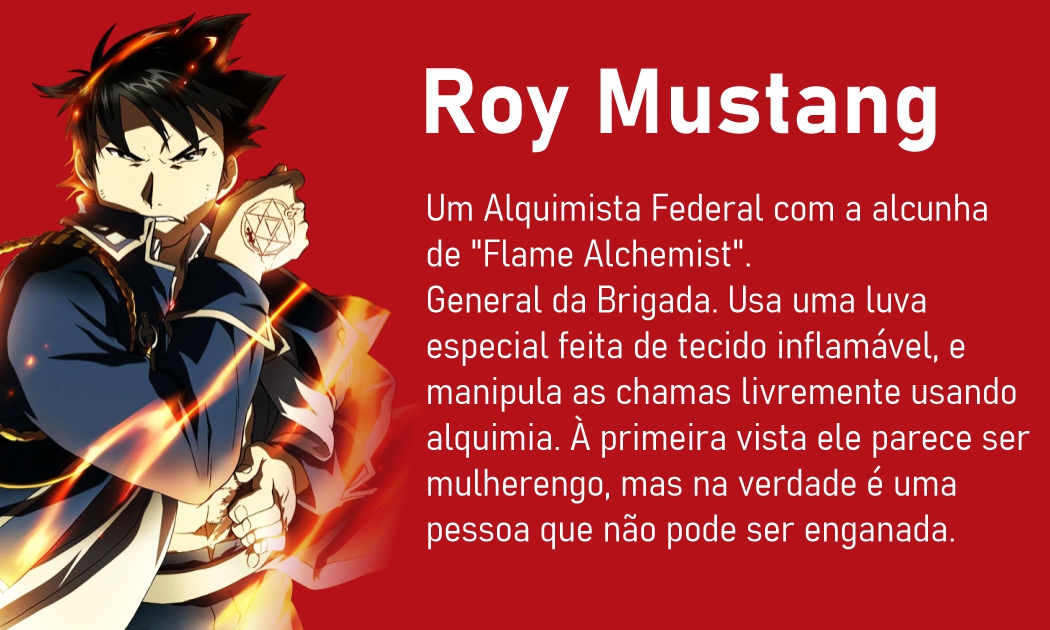 Roy Mustang
Um Alquimista Federal com a alcunha
de "Flame Alchemist".
General da Brigada. Usa uma luva
especial feita de tecido inflamável, e
manipula as chamas livremente usando
alquimia. À primeira vista ele parece ser
mulherengo, mas na verdade é uma
pessoa que não pode ser enganada.